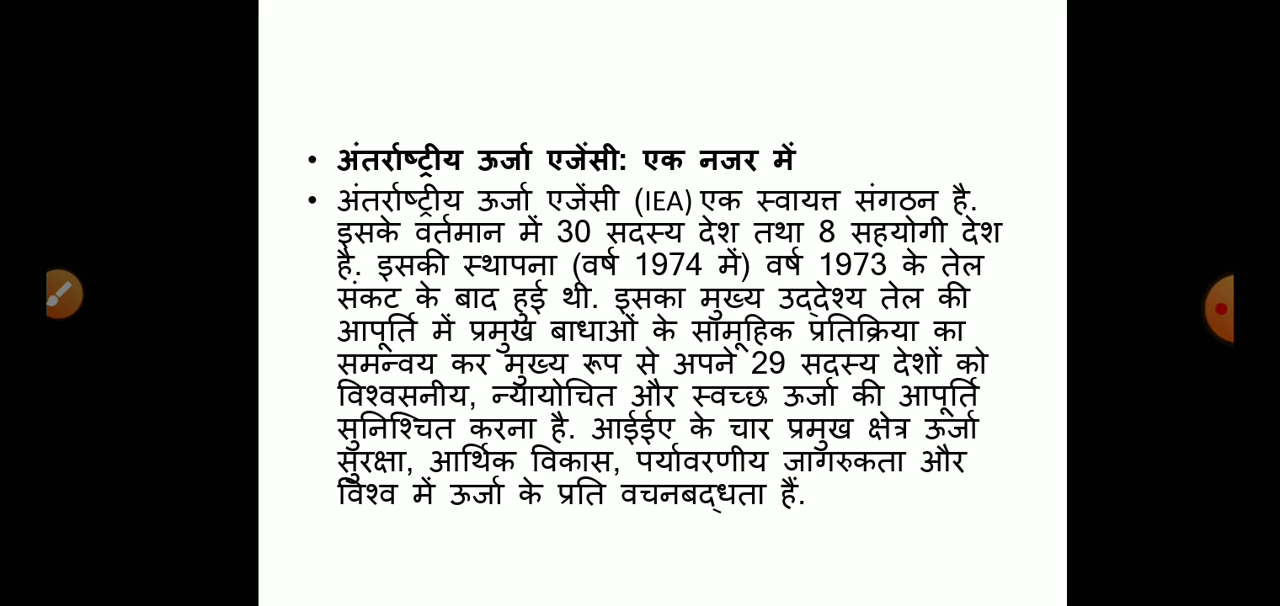 • अंतर्राष्ट्रीय ऊर्जा एजेंसी: एक नजर में
• अंतर्राष्ट्रीय ऊर्जा एजेंसी (IEA) एक स्वायत्त संगठन है.
इसके वर्तमान में 30 सदस्य देश तथा 8 सहयोगी देश
है. इसकी स्थापना (वर्ष 1974 में) वर्ष 1973 के तेल
संकट के बाद हुई थी. इसका मुख्य उद्देश्य तेल की
आपूर्ति में प्रमुख बाधाओं के सामूहिक प्रतिक्रिया का
समन्वय कर मुख्य रूप से अपने 29 सदस्य देशों को
विश्वसनीय, न्यायोचित और स्वच्छ ऊर्जा की आपूर्ति
सुनिश्चित करना है. आईईए के चार प्रमुख क्षेत्र ऊर्जा
सुरक्षा, आर्थिक विकास, पर्यावरणीय जागरुकता और
विश्व में ऊर्जा के प्रति वचनबद्धता हैं.